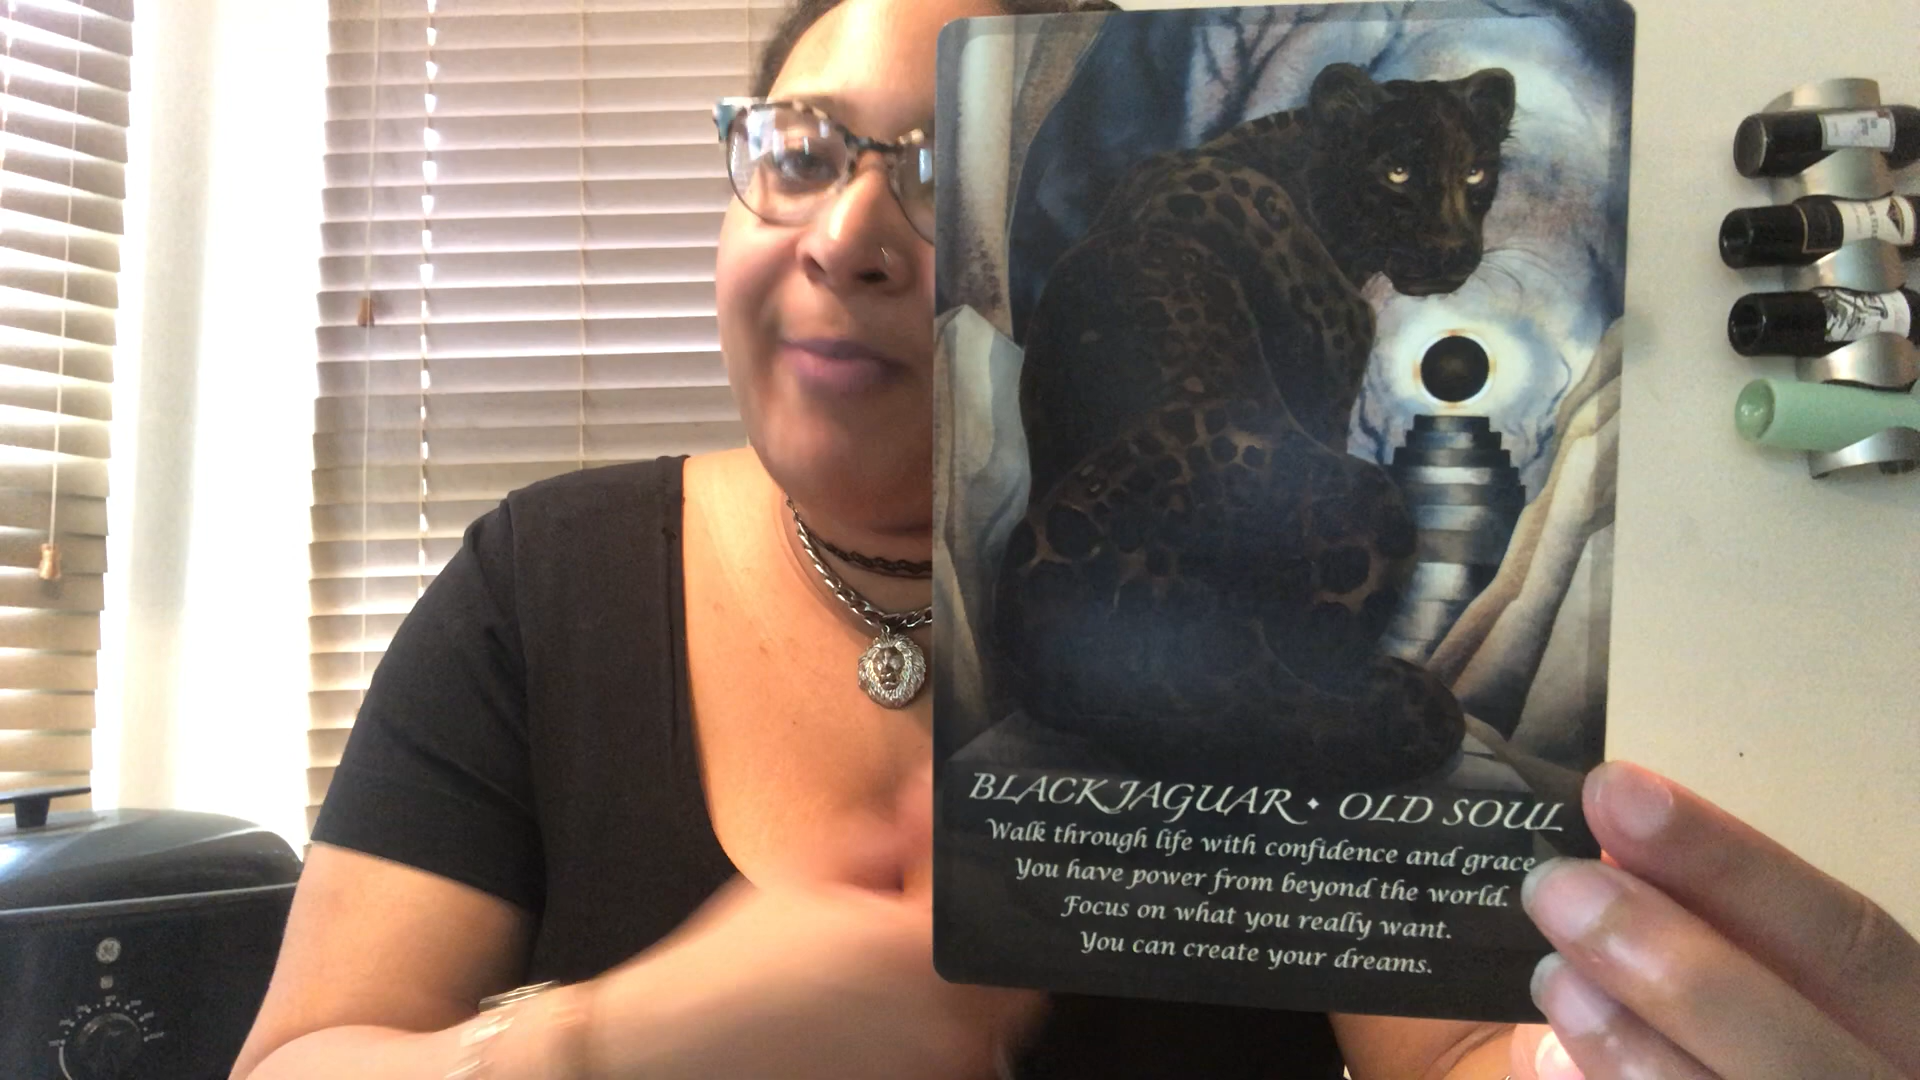 BLACK JAGUAR ✦ OLD SOUL
Walk through life with confidence and grace
You have power from beyond the world.
Focus on what you really want.
You can create your dreams.